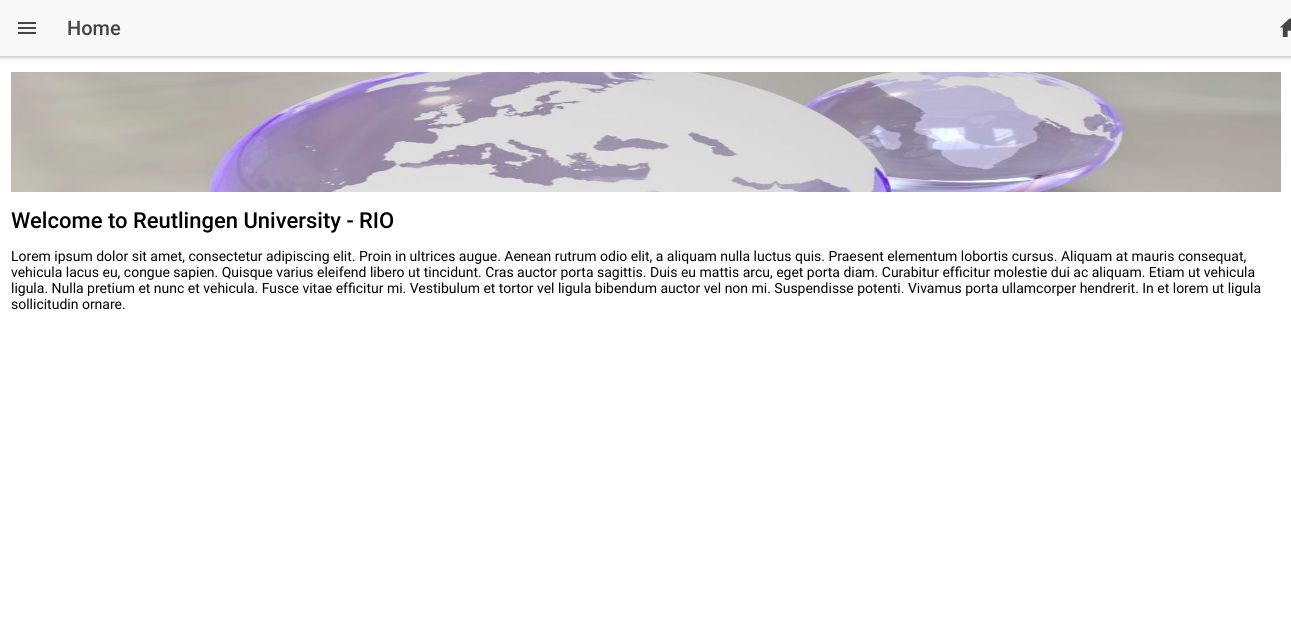 Home
Welcome to Reutlingen University - RIO
Lorem ipsum dolor sit amet, consectetur adipiscing elit. Proin in ultrices augue. Aenean rutrum odio elit, a aliquam nulla luctus quis. Praesent elementum lobortis cursus. Aliquam at mauris consequat,
vehicula lacus eu, congue sapien. Quisque varius eleifend libero ut tincidunt. Cras auctor porta sagittis. Duis eu mattis arcu, eget porta diam. Curabitur efficitur molestie dui ac aliquam. Etiam ut vehicula
ligula. Nulla pretium et nunc et vehicula. Fusce vitae efficitur mi. Vestibulum et tortor vel ligula bibendum auctor vel non mi. Suspendisse potenti. Vivamus porta ullamcorper hendrerit. In et lorem ut ligula
sollicitudin ornare.